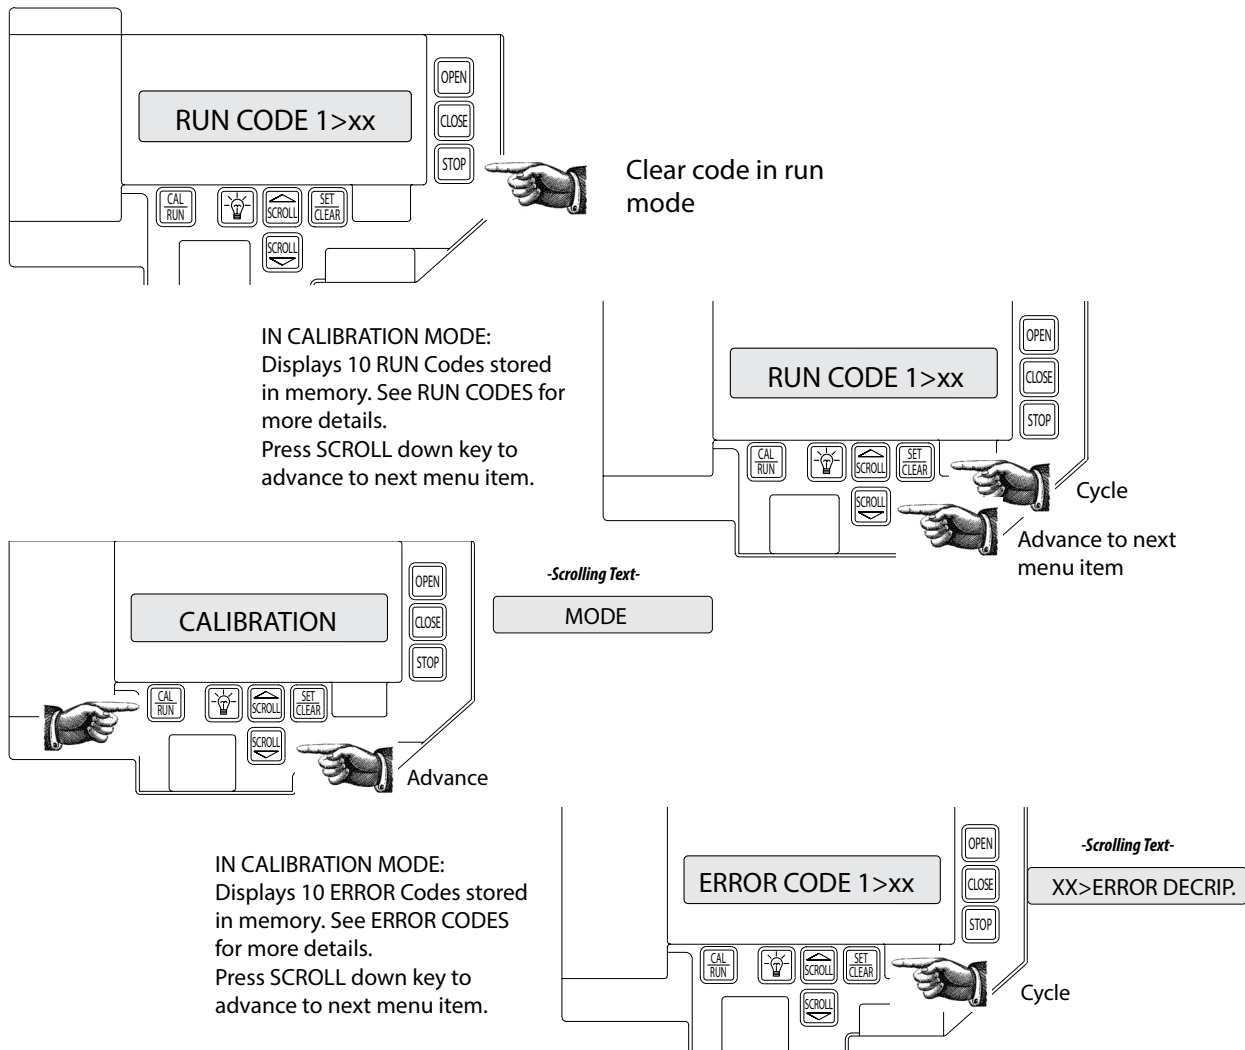 RUN CODE 1>xx
OPEN
CLOSE
STOP
CAL
RUN
SCROLL
SET
CLEAR
SCROLL
Clear code in run
mode
IN CALIBRATION MODE:
Displays 10 RUN Codes stored
in memory. See RUN CODES for
more details.
Press SCROLL down key to
advance to next menu item.
RUN CODE 1>xx
OPEN
CLOSE
STOP
CAL
RUN
SCROLL
SET
CLEAR
SCROLL
Cycle
Advance to next
menu item
CALIBRATION
OPEN
CLOSE
STOP
CAL
RUN
SCROLL
SET
CLEAR
SCROLL
Advance
-Scrolling Text-
MODE
IN CALIBRATION MODE:
Displays 10 ERROR Codes stored
in memory. See ERROR CODES
for more details.
Press SCROLL down key to
advance to next menu item.
ERROR CODE 1>xx
OPEN
CLOSE
STOP
CAL
RUN
SCROLL
SET
CLEAR
SCROLL
Cycle
-Scrolling Text-
XX>ERROR DECRIP.